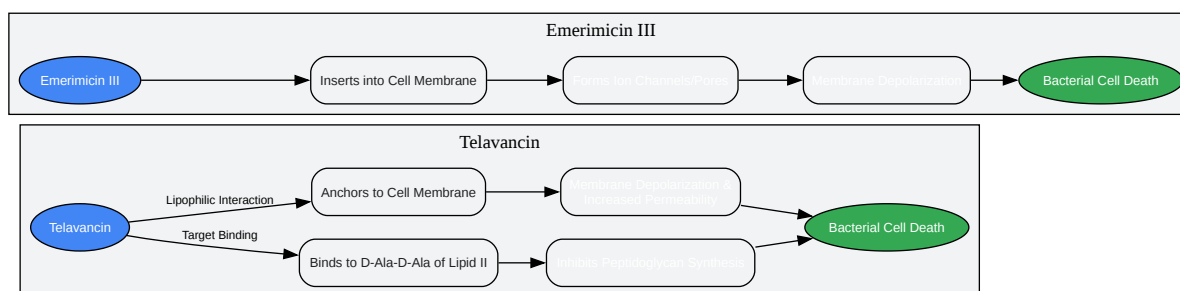 Emerimicin III
Emerimicin III
Inserts into Cell Membrane
Forms Ion Channels/Pores
Membrane Depolarization
Bacterial Cell Death
Telavancin
Telavancin
Lipophilic Interaction
Target Binding
Anchors to Cell Membrane
Membrane Depolarization &
Increased Permeability
Binds to D-Ala-D-Ala of Lipid II
Inhibits Peptidoglycan Synthesis
Bacterial Cell Death